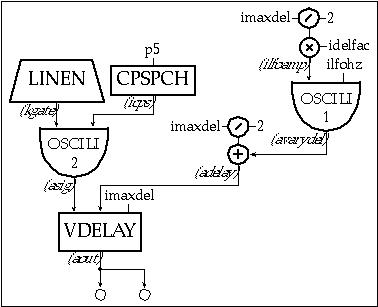 imaxdel / 2
p5
× idelfac
(ilfoamp) ilfohz
LINEN CPSPCH
(kgate) (icps)
OSCILI
1
imaxdel / 2
OSCILI
2
(avarydel)
+
(asig) (adelay)
imaxdel
VDELAY
(aout)